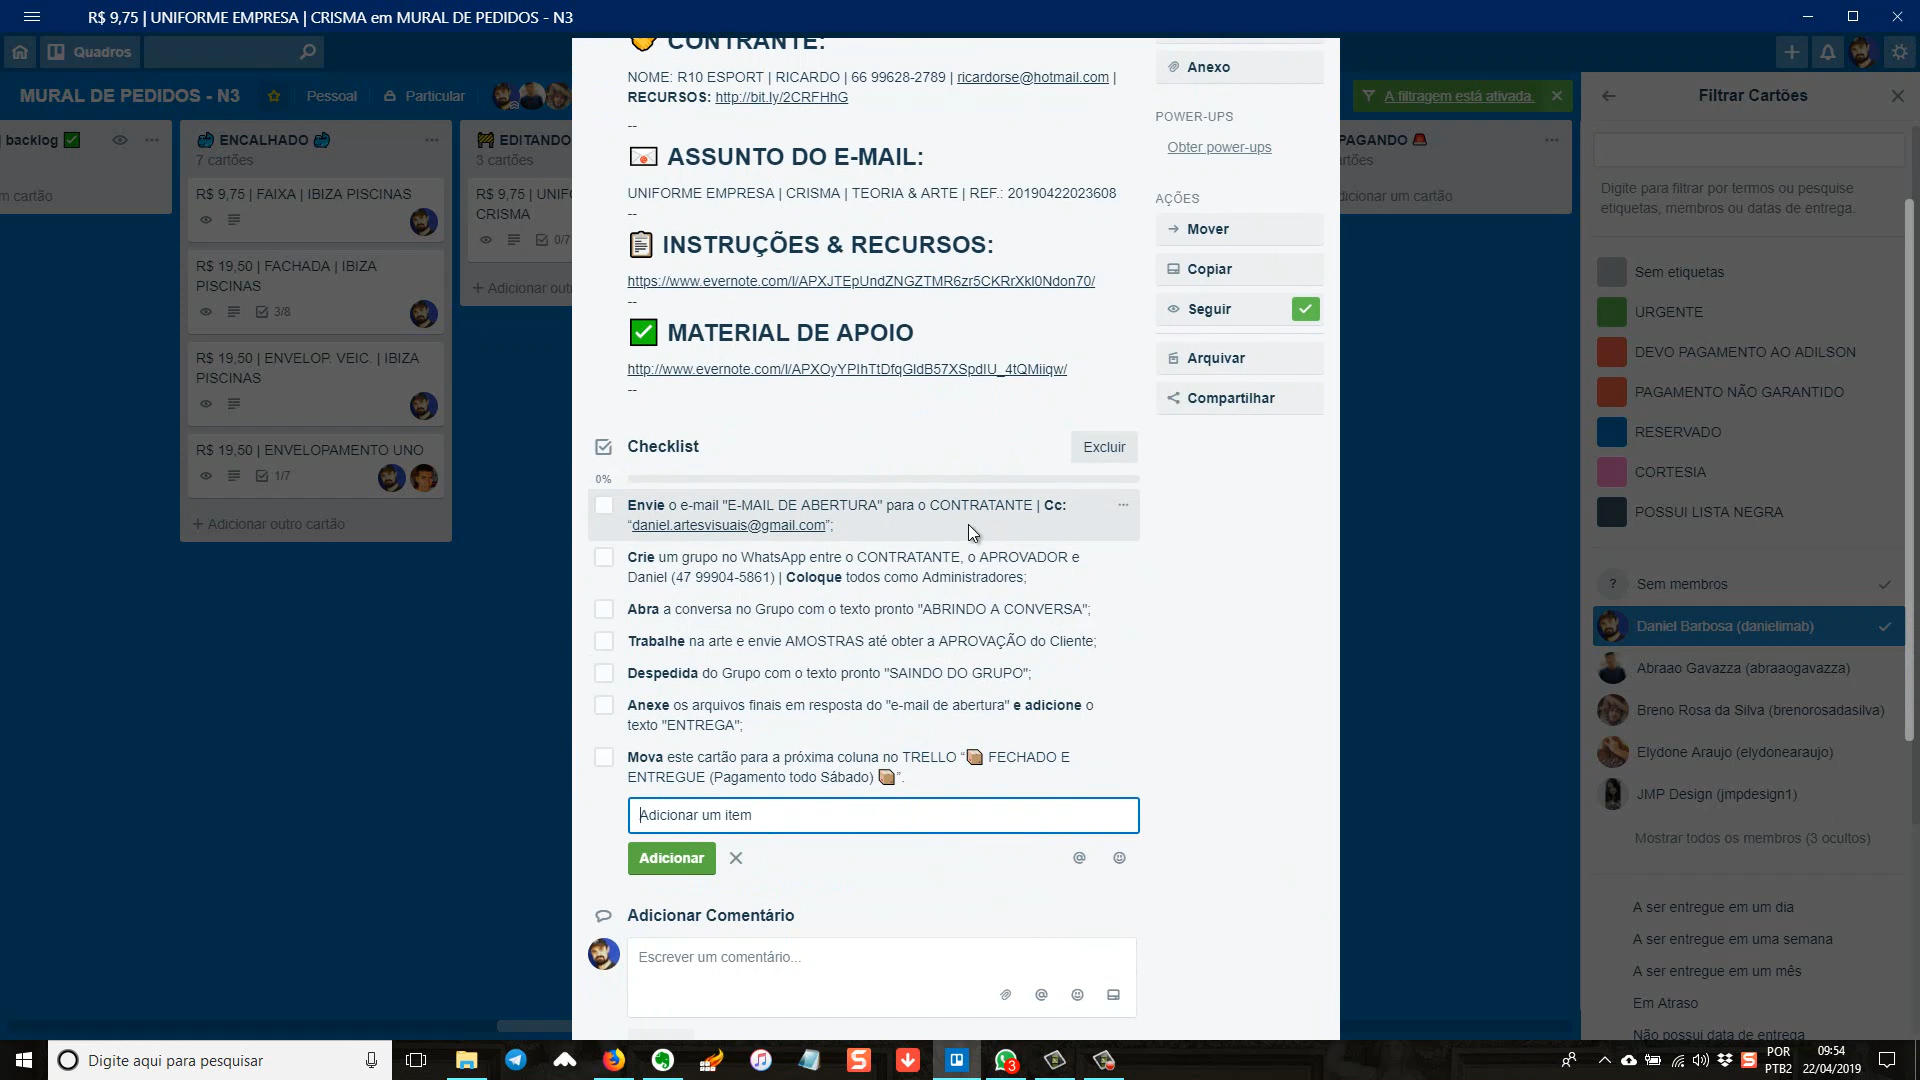 R$ 9,75 | UNIFORME EMPRESA | CRISMA em MURAL DE PEDIDOS - N3
Quadros
MURAL DE PEDIDOS - N3
Pessoal
Particular
A filtragem está ativada.
| backlog ✅
m cartão
ENCALHADO
7 cartões
R$ 9,75 | FAIXA | IBIZA PISCINAS
R$ 19,50 | FACHADA | IBIZA
PISCINAS
3/8
R$ 19,50 | ENVELOP. VEIC. | IBIZA
PISCINAS
R$ 19,50 | ENVELOPAMENTO UNO
1/7
+ Adicionar outro cartão
EDITANDO
3 cartões
R$ 9,75 | UNIF
CRISMA
0/7
+ Adicionar out
CONTRANTE:
NOME: R10 ESPORT | RICARDO | 66 99628-2789 | ricardorse@hotmail.com |
RECURSOS: http://bit.ly/2CRFHhG
--
ASSUNTO DO E-MAIL:
UNIFORME EMPRESA | CRISMA | TEORIA & ARTE | REF.: 20190422023608
--
INSTRUÇÕES & RECURSOS:
https://www.evernote.com/l/APXJTEpUndZNGZTMR6zr5CKRrXkl0Ndon70/
--
MATERIAL DE APOIO
http://www.evernote.com/l/APXOyYPIhTtDfqGldB57XSpdIU_4tQMiiqw/
--
Checklist
Excluir
0%
Envie o e-mail "E-MAIL DE ABERTURA" para o CONTRATANTE | Cc:
“daniel.artesvisuais@gmail.com”;
Crie um grupo no WhatsApp entre o CONTRATANTE, o APROVADOR e
Daniel (47 99904-5861) | Coloque todos como Administradores;
Abra a conversa no Grupo com o texto pronto "ABRINDO A CONVERSA";
Trabalhe na arte e envie AMOSTRAS até obter a APROVAÇÃO do Cliente;
Despedida do Grupo com o texto pronto "SAINDO DO GRUPO";
Anexe os arquivos finais em resposta do "e-mail de abertura" e adicione o
texto "ENTREGA";
Mova este cartão para a próxima coluna no TRELLO “📦 FECHADO E
ENTREGUE (Pagamento todo Sábado) 📦”.
Adicionar um item
Adicionar
Adicionar Comentário
Escrever um comentário...
Anexo
POWER-UPS
Obter power-ups
AÇÕES
Mover
Copiar
Seguir
Arquivar
Compartilhar
PAGANDO
rtões
dicionar um cartão
Filtrar Cartões
Digite para filtrar por termos ou pesquise
etiquetas, membros ou datas de entrega.
Sem etiquetas
URGENTE
DEVO PAGAMENTO AO ADILSON
PAGAMENTO NÃO GARANTIDO
RESERVADO
CORTESIA
POSSUI LISTA NEGRA
? Sem membros
Daniel Barbosa (danielimab)
Abraao Gavazza (abraaogavazza)
Breno Rosa da Silva (brenorosadasilva)
Elydone Araujo (elydonearaujo)
JMP Design (jmpdesign1)
Mostrar todos os membros (3 ocultos)
A ser entregue em um dia
A ser entregue em uma semana
A ser entregue em um mês
Em Atraso
Não possui data de entrega
Digite aqui para pesquisar
3
POR
PTB2
09:54
22/04/2019